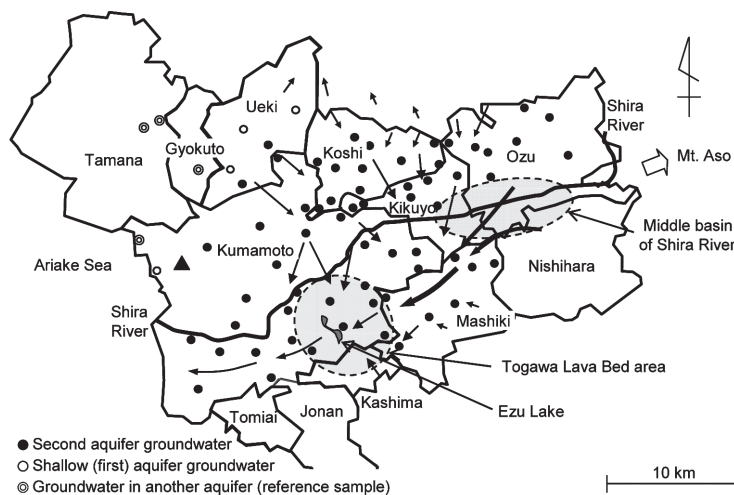 Ueki
Shira
River
Gyokuto
Tamana
Koshi
Ozu
Mt. Aso
Kikuyo
Middle basin
of Shira River
Kumamoto
Ariake Sea
Nishihara
Shira
River
Mashiki
Togawa Lava Bed area
Kashima
Ezu Lake
Tomiai
Jonan
Second aquifer groundwater
Shallow (first) aquifer groundwater
Groundwater in another aquifer (reference sample)
10 km